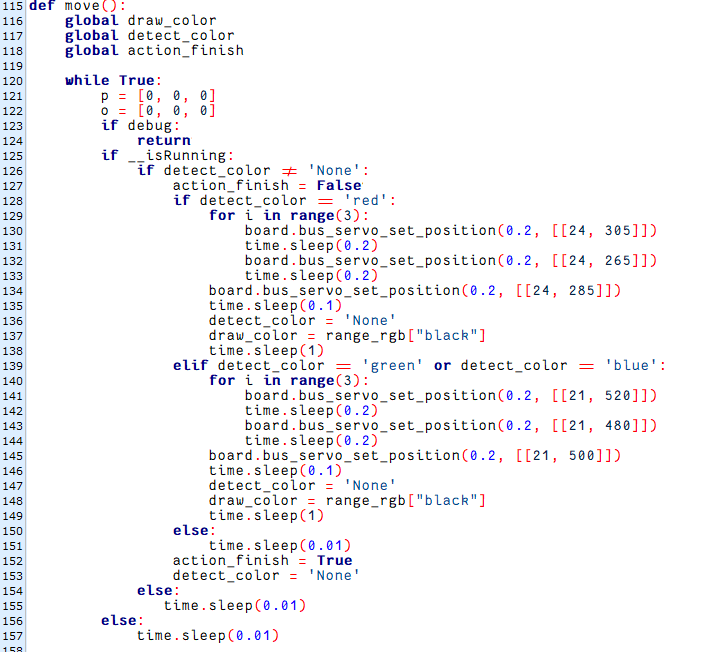 115 def move():
116     global draw_color
117     global detect_color
118     global action_finish
119
120     while True:
121         p = [0, 0, 0]
122         o = [0, 0, 0]
123         if debug:
124             return
125         if __isRunning:
126             if detect_color ≠ 'None':
127                 action_finish = False
128                 if detect_color == 'red':
129                     for i in range(3):
130                         board.bus_servo_set_position(0.2, [[24, 305]])
131                         time.sleep(0.2)
132                         board.bus_servo_set_position(0.2, [[24, 265]])
133                         time.sleep(0.2)
134                     board.bus_servo_set_position(0.2, [[24, 285]])
135                     time.sleep(0.1)
136                     detect_color = 'None'
137                     draw_color = range_rgb["black"]
138                     time.sleep(1)
139                 elif detect_color == 'green' or detect_color == 'blue':
140                     for i in range(3):
141                         board.bus_servo_set_position(0.2, [[21, 520]])
142                         time.sleep(0.2)
143                         board.bus_servo_set_position(0.2, [[21, 480]])
144                         time.sleep(0.2)
145                     board.bus_servo_set_position(0.2, [[21, 500]])
146                     time.sleep(0.1)
147                     detect_color = 'None'
148                     draw_color = range_rgb["black"]
149                     time.sleep(1)
150                 else:
151                     time.sleep(0.01)
152                 action_finish = True
153                 detect_color = 'None'
154             else:
155                time.sleep(0.01)
156         else:
157             time.sleep(0.01)
158